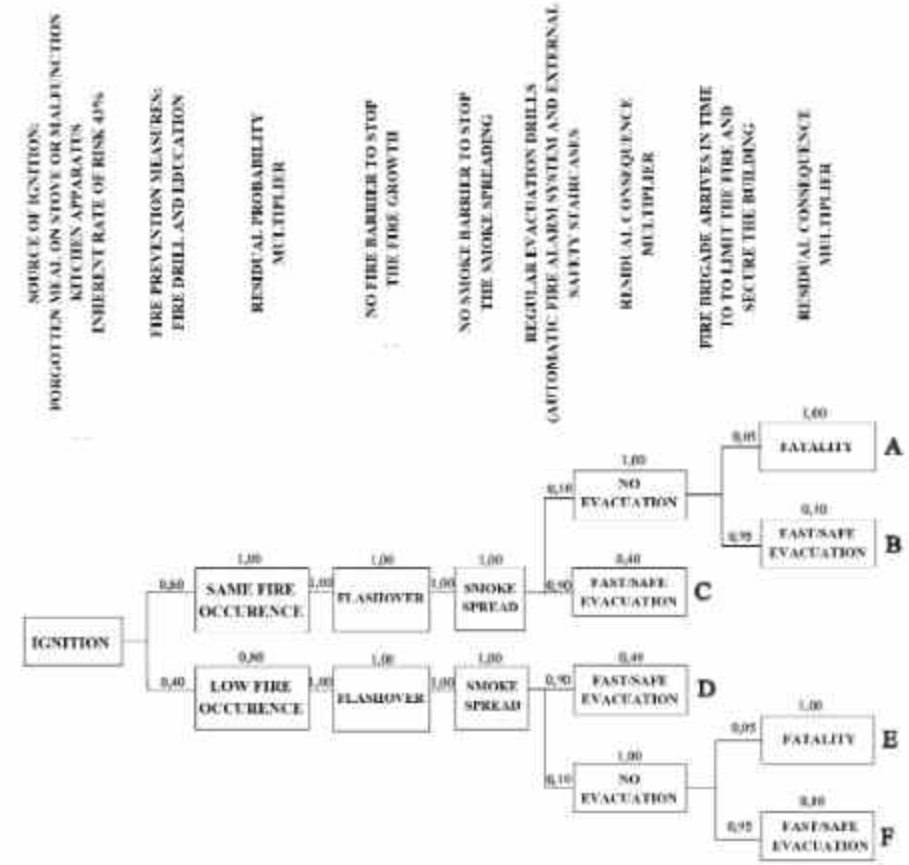 SOURCE OF IGNITION:
FORGOTTEN MEAL ON STOVE OR MALFUNCTION
KITCHEN APPARATUS
INHERENT RATE OF RISK 43%
FIRE PREVENTION MEASURES:
FIRE DRILL AND EDUCATION
RESIDUAL PROBABILITY
MULTIPLIER
NO FIRE BARRIER TO STOP
THE FIRE GROWTH
NO SMOKE BARRIER TO STOP
THE SMOKE SPREADING
REGULAR EVACUATION DRILLS
(AUTOMATIC FIRE ALARM SYSTEM AND EXTERNAL
SAFETY STAIRCASES
RESIDUAL CONSEQUENCE
MULTIPLIER
FIRE BRIGADE ARRIVES IN TIME
TO TO LIMIT THE FIRE AND
SECURE THE BUILDING
RESIDUAL CONSEQUENCE
MULTIPLIER
1,00
0,05
FATALITY
A
1,00
0,10
NO
EVACUATION
0,95
FAST/SAFE
EVACUATION
B
1,00
0,60
SAME FIRE
OCCURENCE
1,00
1,00
FLASHOVER
1,00
1,00
SMOKE
SPREAD
0,90
0,40
FAST/SAFE
EVACUATION
C
IGNITION
0,40
LOW FIRE
OCCURENCE
1,00
1,00
FLASHOVER
1,00
1,00
SMOKE
SPREAD
0,90
0,40
FAST/SAFE
EVACUATION
D
1,00
0,05
FATALITY
E
1,00
0,10
NO
EVACUATION
0,95
FAST/SAFE
EVACUATION
F